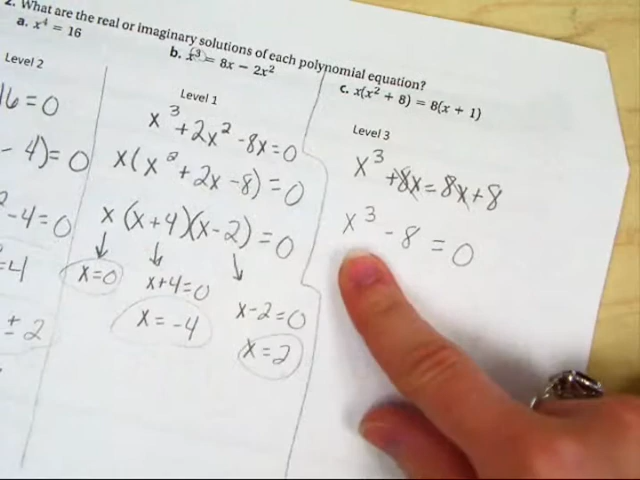 2. What are the real or imaginary solutions of each polynomial equation?
a. x⁴ = 16
b. x³ = 8x − 2x²
c. x(x² + 8) = 8(x + 1)
Level 2
16=0
- 4)=0
-4=0
=4
± 2
Level 1
x³+2x²-8x=0
x(x²+2x-8)=0
x(x+4)(x-2)=0
x=0
x+4=0
x=-4
x-2=0
x=2
Level 3
x³+8x=8x+8
x³-8=0